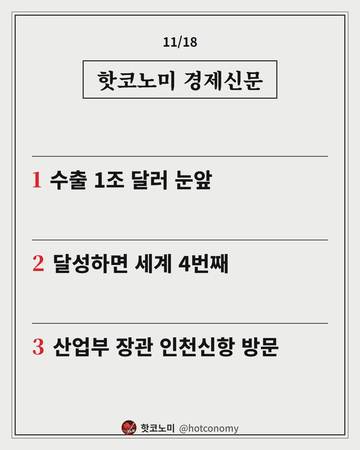 11/18
핫코노미 경제신문
1 수출 1조 달러 눈앞
2 달성하면 세계 4번째
3 산업부 장관 인천신항 방문
핫코노미 @hotconomy